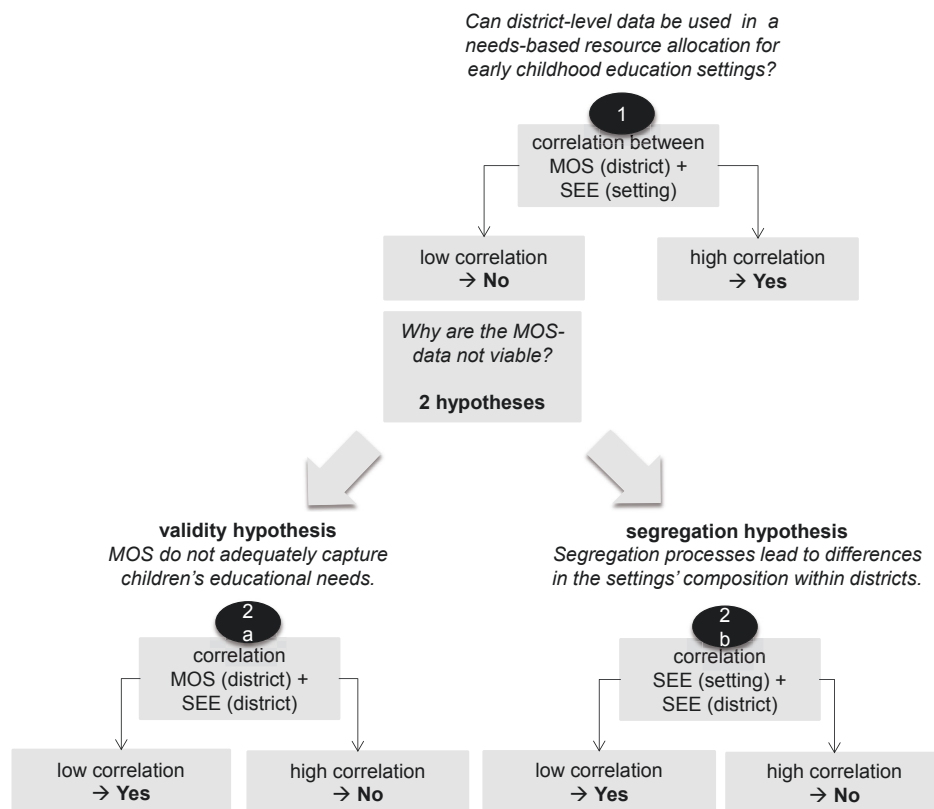 Can district-level data be used in a
needs-based resource allocation for
early childhood education settings?
1
correlation between
MOS (district) +
SEE (setting)
low correlation
→ No
high correlation
→ Yes
Why are the MOS-
data not viable?
2 hypotheses
validity hypothesis
MOS do not adequately capture
children's educational needs.
segregation hypothesis
Segregation processes lead to differences
in the settings' composition within districts.
2
a
correlation
MOS (district) +
SEE (district)
2
b
correlation
SEE (setting) +
SEE (district)
low correlation
→ Yes
high correlation
→ No
low correlation
→ Yes
high correlation
→ No